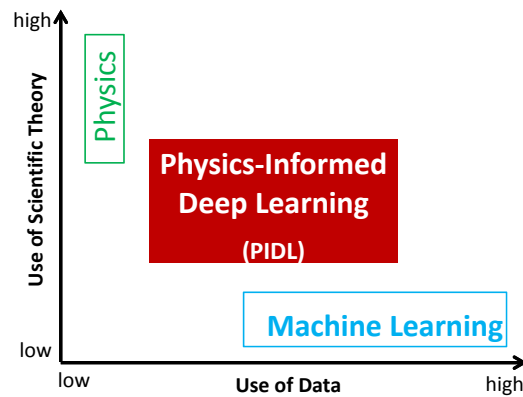 high
Use of Scientific Theory
Physics
Physics-Informed
Deep Learning
(PIDL)
Machine Learning
low
low
Use of Data
high